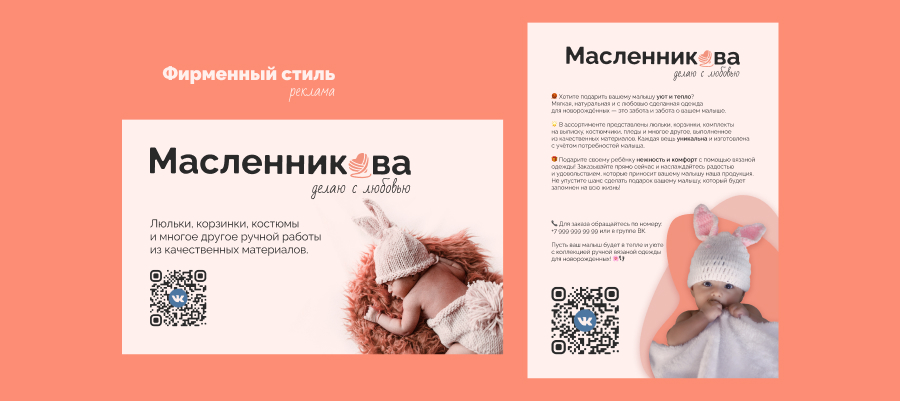 Фирменный стиль
реклама
Масленникова
делаю с любовью
Люльки, корзинки, костюмы
и многое другое ручной работы
из качественных материалов.
Масленникова
делаю с любовью
Хотите подарить вашему малышу уют и тепло?
Мягкая, натуральная и с любовью сделанная одежда
для новорождённых — это забота и забота о вашем малыше.
В ассортименте представлены люльки, корзинки, комплекты
на выписку, костюмчики, пледы и многое другое, выполненное
из качественных материалов. Каждая вещь уникальна и изготовлена
с учётом потребностей малыша.
Подарите своему ребёнку нежность и комфорт с помощью вязаной
одежды! Заказывайте прямо сейчас и наслаждайтесь радостью
и удовольствием, которые приносит вашему малышу наша продукция.
Не упустите шанс сделать подарок вашему малышу, который будет
запомнен на всю жизнь!
Для заказа обращайтесь по номеру:
+7 999 999 99 99 или в группе ВК.
Пусть ваш малыш будет в тепле и уюте
с коллекцией ручной вязаной одежды
для новорожденных!